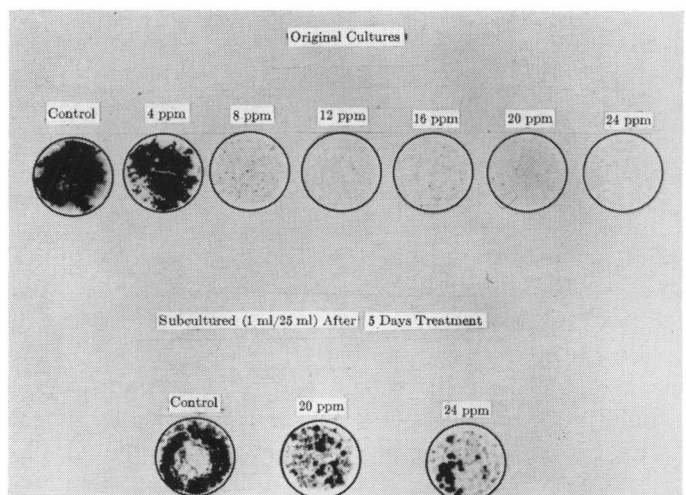 Original Cultures
Control 4 ppm 8 ppm 12 ppm 16 ppm 20 ppm 24 ppm
Subcultured (1 ml/25 ml) After 5 Days Treatment
Control 20 ppm 24 ppm